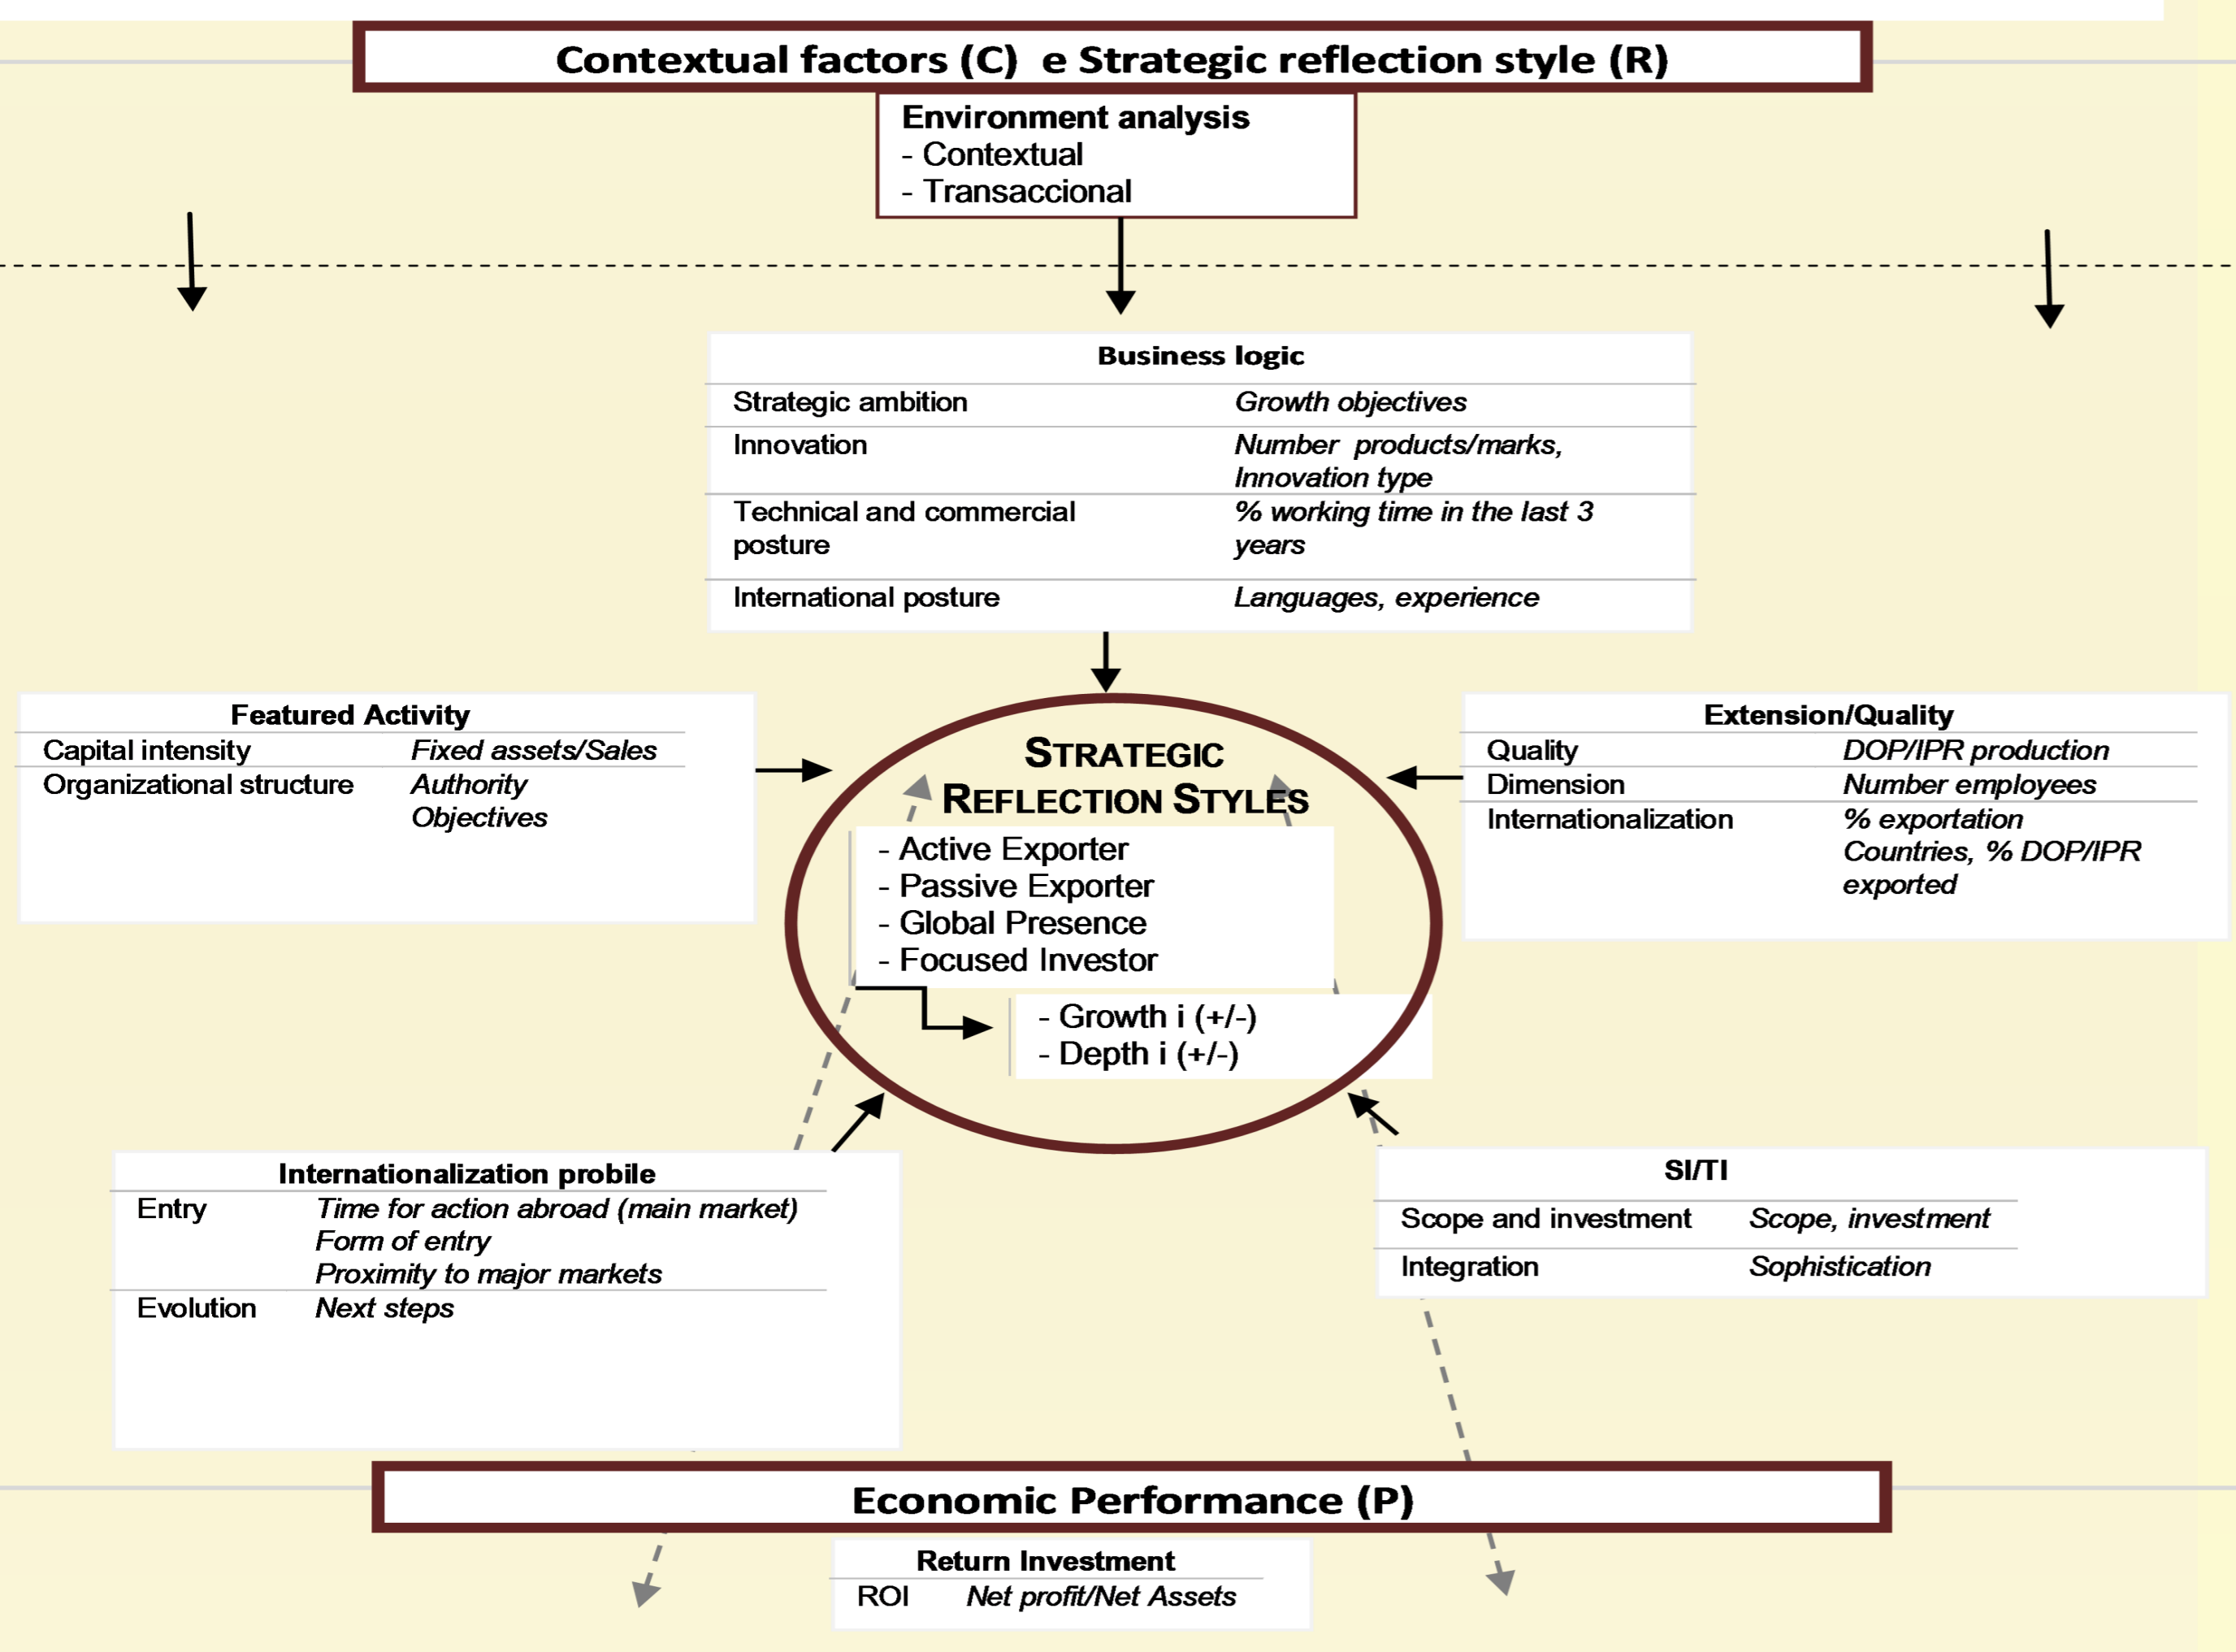 Contextual factors (C)  e Strategic reflection style (R)
Environment analysis
- Contextual
- Transaccional
Business logic
Strategic ambition Growth objectives
Innovation Number  products/marks,
Innovation type
Technical and commercial % working time in the last 3
posture years
International posture Languages, experience
Featured Activity
Capital intensity Fixed assets/Sales
Organizational structure Authority
Objectives
STRATEGIC
REFLECTION STYLES
- Active Exporter
- Passive Exporter
- Global Presence
- Focused Investor
- Growth i (+/-)
- Depth i (+/-)
Extension/Quality
Quality DOP/IPR production
Dimension Number employees
Internationalization % exportation
Countries, % DOP/IPR
exported
Internationalization probile
Entry Time for action abroad (main market)
Form of entry
Proximity to major markets
Evolution Next steps
SI/TI
Scope and investment Scope, investment
Integration Sophistication
Economic Performance (P)
Return Investment
ROI Net profit/Net Assets